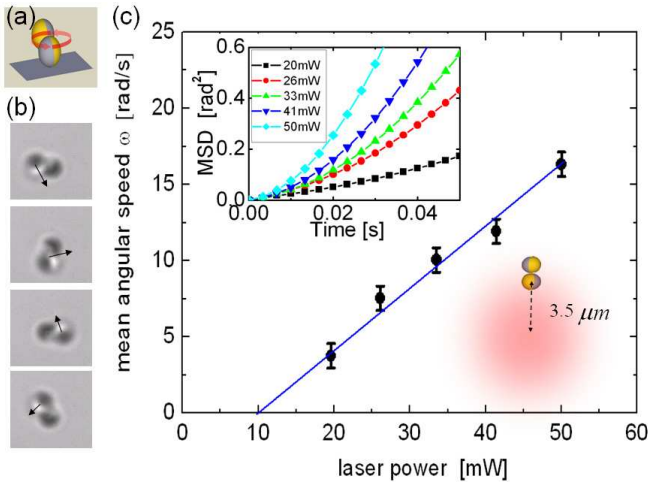 (a)
(b)
(c)
mean angular speed ω [rad/s]
25
20
15
10
5
0
0 10 20 30 40 50 60
laser power [mW]
MSD [rad²]
0.6
0.4
0.2
0.0
0.00 0.02 0.04
Time [s]
20mW
26mW
33mW
41mW
50mW
3.5 μm